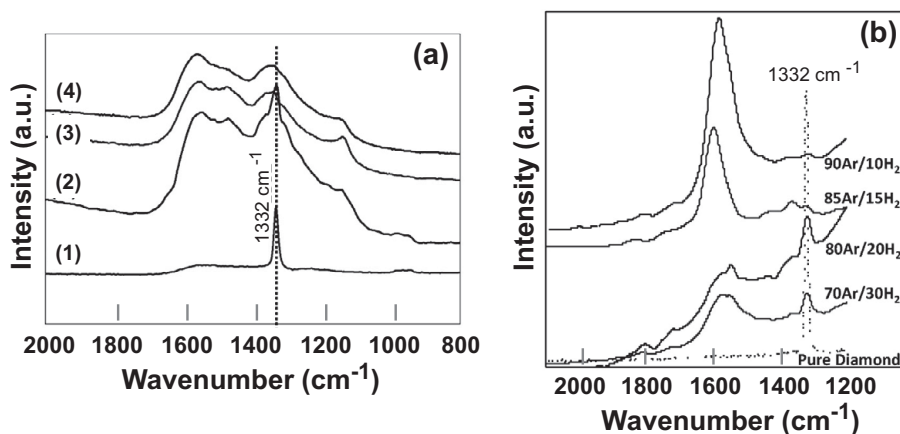 (a)
Intensity (a.u.)
(4)
(3)
(2)
(1)
1332 cm⁻¹
2000 1800 1600 1400 1200 1000 800
Wavenumber (cm⁻¹)
(b)
Intensity (a.u.)
1332 cm⁻¹
90Ar/10H₂
85Ar/15H₂
80Ar/20H₂
70Ar/30H₂
Pure Diamond
2000 1800 1600 1400 1200
Wavenumber (cm⁻¹)